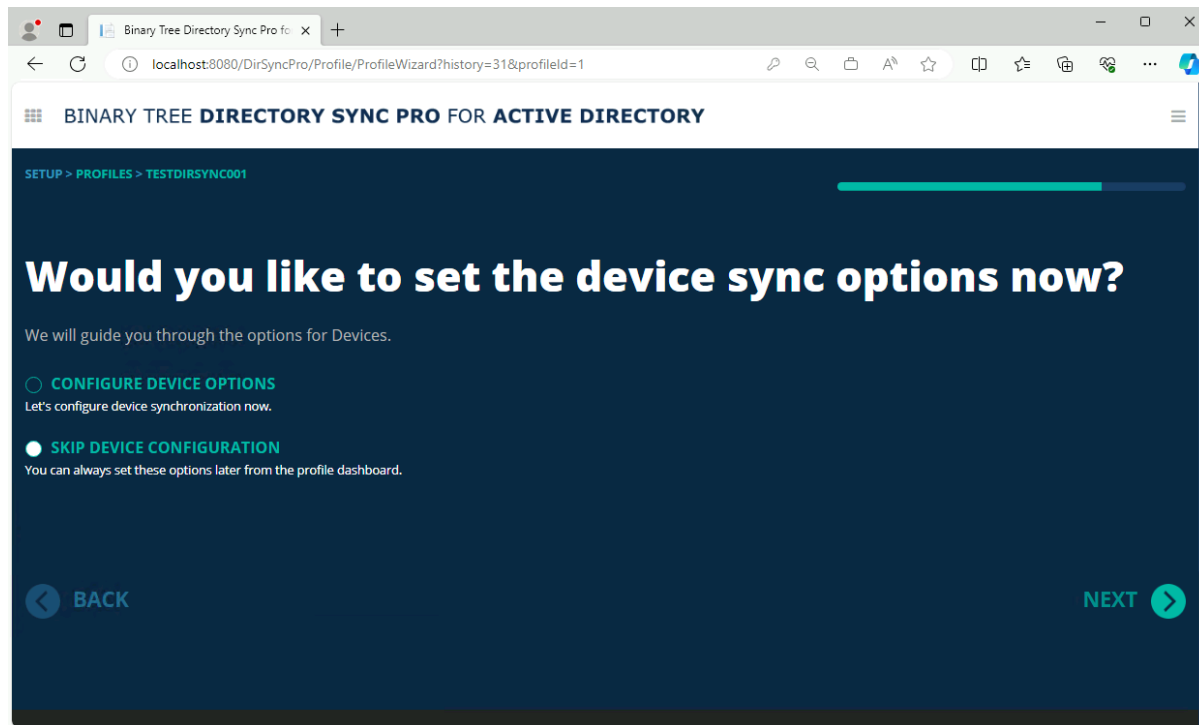 Binary Tree Directory Sync Pro fo
localhost:8080/DirSyncPro/Profile/ProfileWizard?history=31&profileId=1
BINARY TREE DIRECTORY SYNC PRO FOR ACTIVE DIRECTORY
SETUP > PROFILES > TESTDIRSYNC001
Would you like to set the device sync options now?
We will guide you through the options for Devices.
CONFIGURE DEVICE OPTIONS
Let's configure device synchronization now.
SKIP DEVICE CONFIGURATION
You can always set these options later from the profile dashboard.
BACK
NEXT